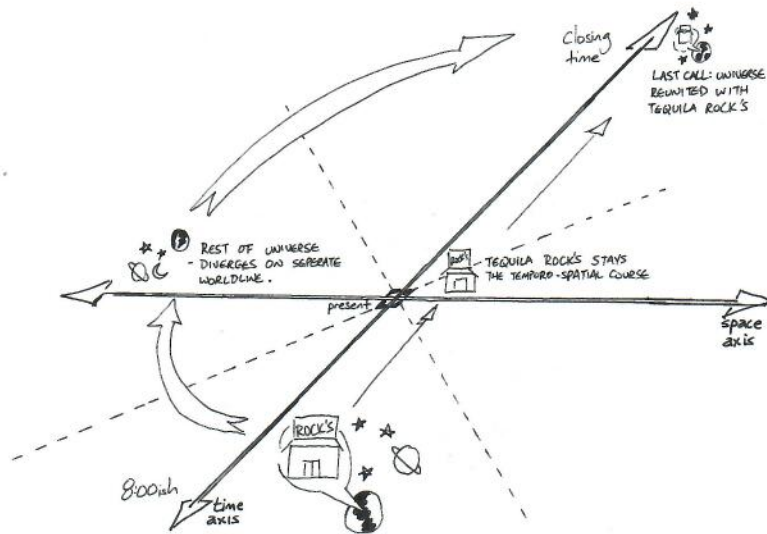 closing
time
LAST CALL: UNIVERSE
REUNITED WITH
TEQUILA ROCK'S
REST OF UNIVERSE
- DIVERGES ON SEPERATE
WORLDLINE.
ROCK'S
TEQUILA ROCK'S STAYS
THE TEMPORO-SPATIAL COURSE
present
space
axis
ROCK'S
8:00ish
time
axis